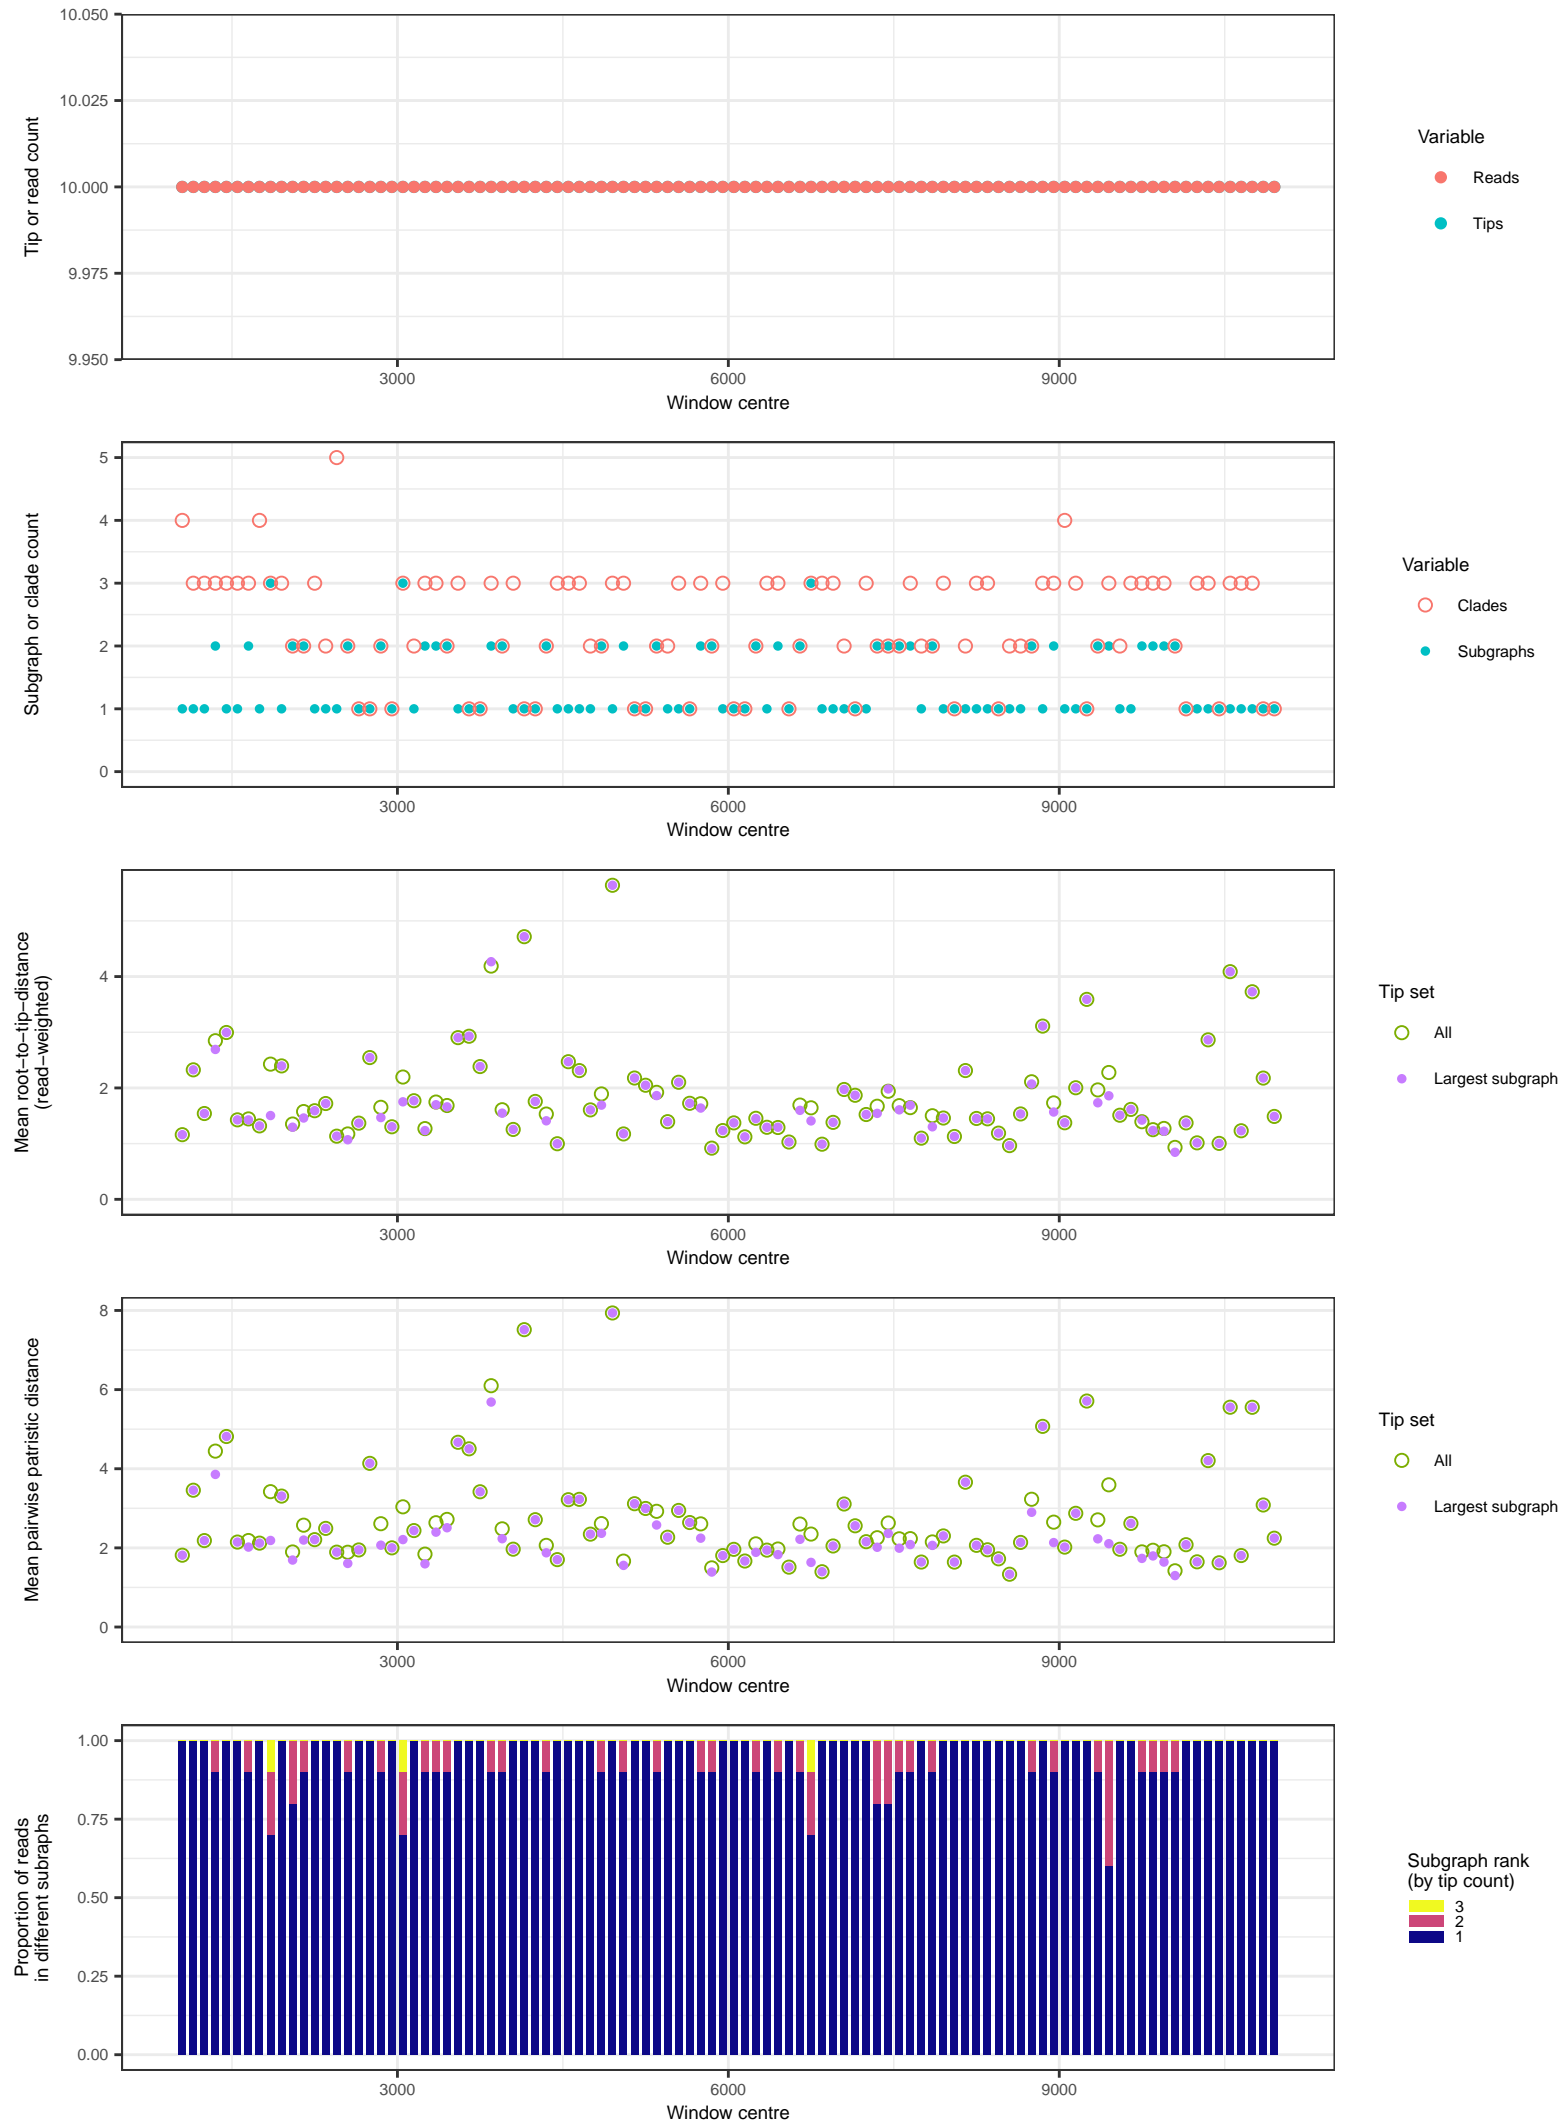 10.050
10.025
10.000
9.975
9.950
Tip or read count
3000 6000 9000
Window centre
Variable
Reads
Tips
5
4
3
2
1
0
Subgraph or clade count
3000 6000 9000
Window centre
Variable
Clades
Subgraphs
4
2
0
Mean root−to−tip−distance
(read−weighted)
3000 6000 9000
Window centre
Tip set
All
Largest subgraph
8
6
4
2
0
Mean pairwise patristic distance
3000 6000 9000
Window centre
Tip set
All
Largest subgraph
1.00
0.75
0.50
0.25
0.00
Proportion of reads
in different subraphs
3000 6000 9000
Window centre
Subgraph rank
(by tip count)
3
2
1